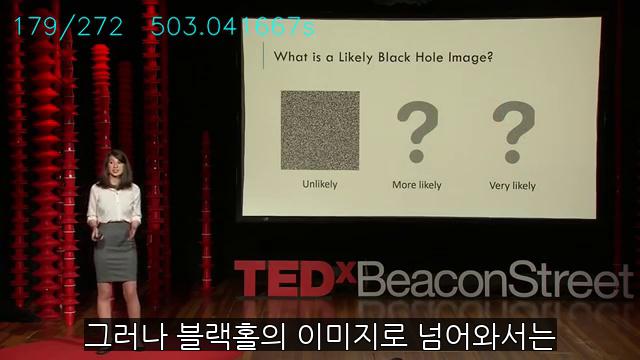 179/272 503.041667s
What is a Likely Black Hole Image?
?
?
Unlikely
More likely
Very likely
TEDxBeaconStreet
그러나 블랙홀의 이미지로 넘어와서는